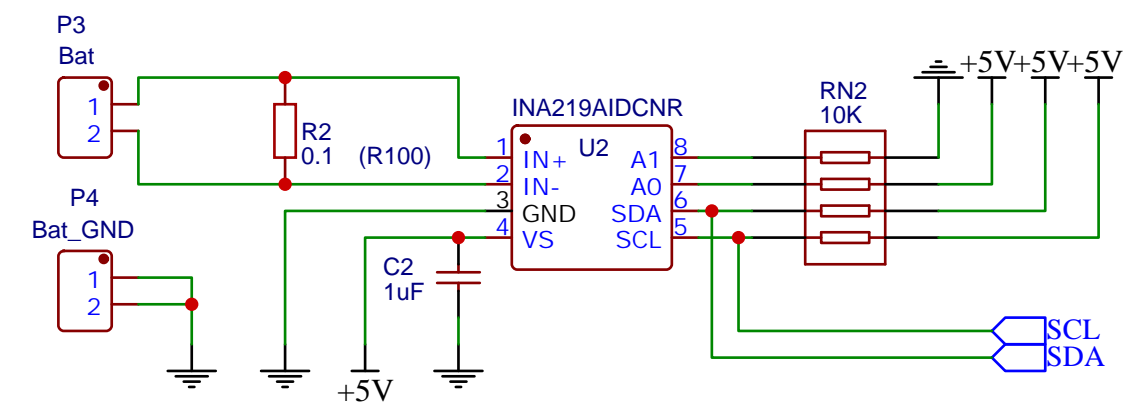 P3
Bat
1
2
R2
0.1
(R100)
P4
Bat_GND
1
2
INA219AIDCNR
U2
1
IN+
2
IN-
3
GND
4
VS
A1
8
A0
7
SDA
6
SCL
5
C2
1uF
+5V
RN2
10K
+5V+5V+5V
SCL
SDA